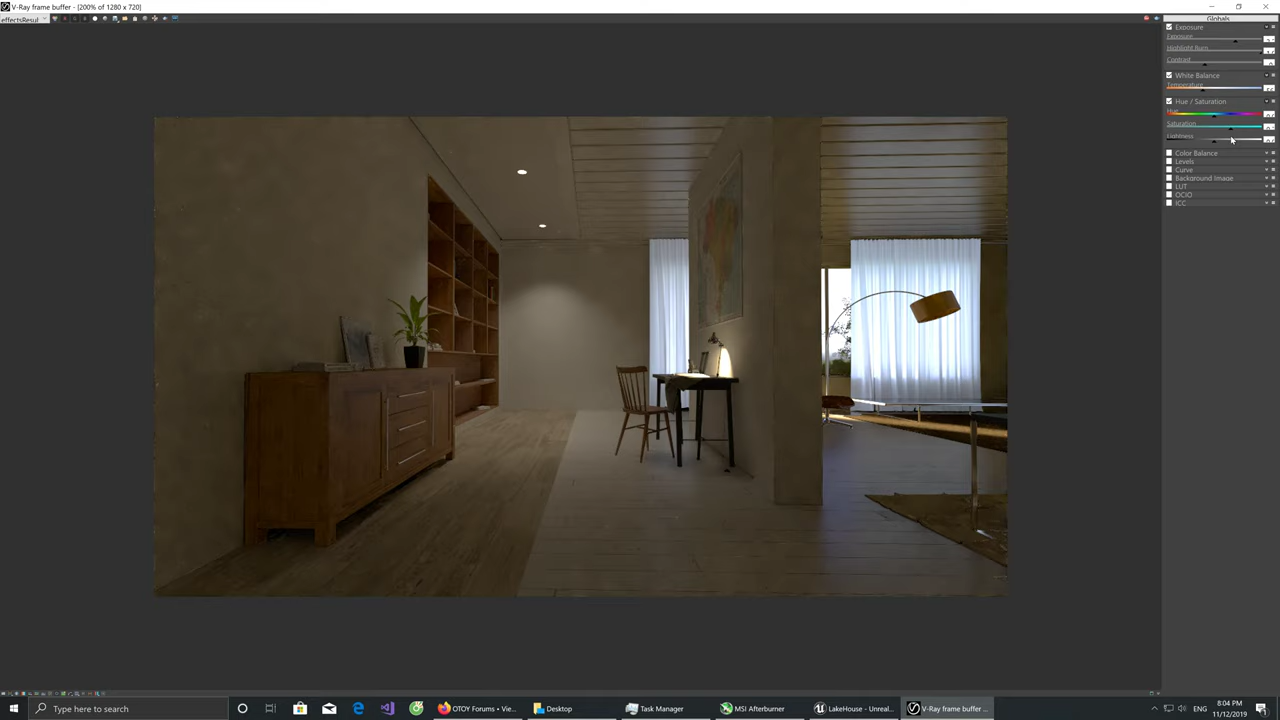 V-Ray frame buffer - [200% of 1280 x 720]
effectsResul
Globals
Exposure
Exposure
Highlight Burn
Contrast
White Balance
Temperature
Hue / Saturation
Hue
Saturation
Lightness
Color Balance
Levels
Curve
Background Image
LUT
OCIO
ICC
Type here to search
OTOY Forums • Vie...
Desktop
Task Manager
MSI Afterburner
LakeHouse - Unreal...
V-Ray frame buffer ...
8:04 PM
11/12/2019